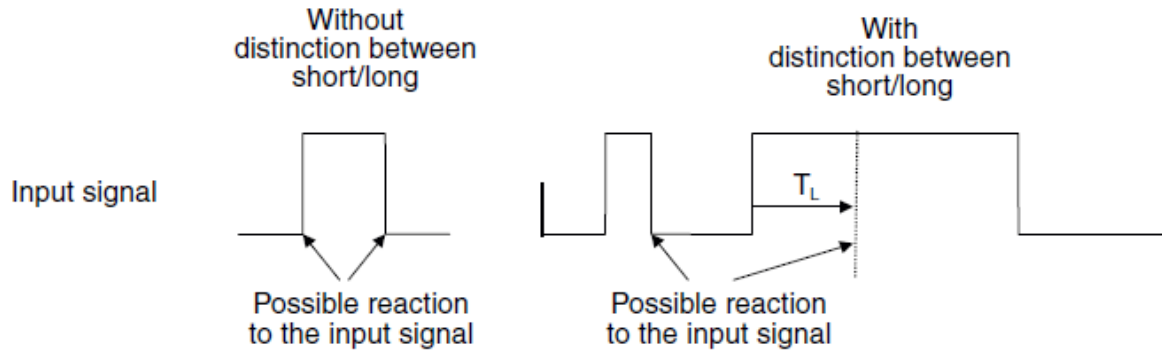 Without
distinction between
short/long
With
distinction between
short/long
Input signal
T_L
Possible reaction
to the input signal
Possible reaction
to the input signal